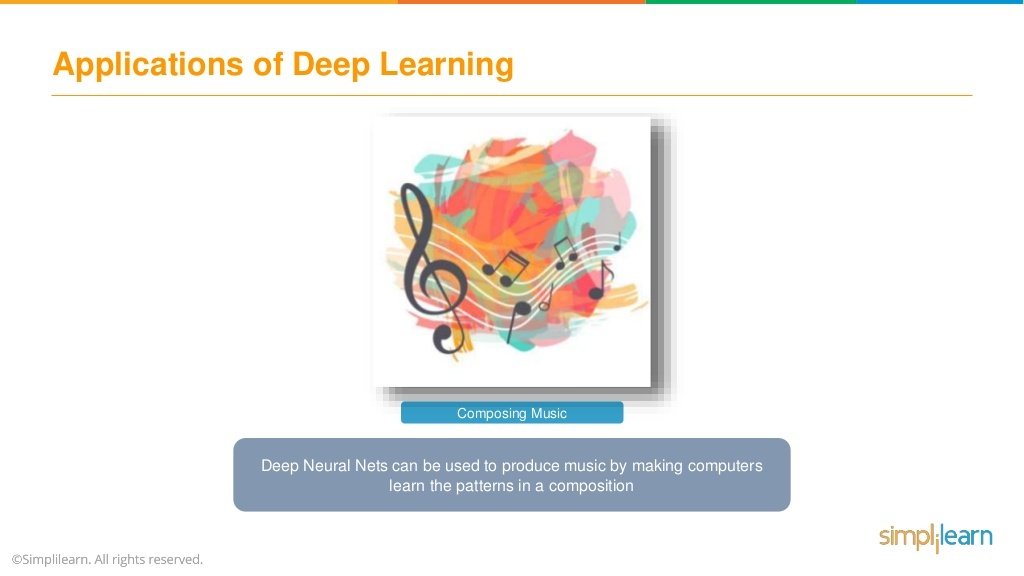 Applications of Deep Learning
Composing Music
Deep Neural Nets can be used to produce music by making computers
learn the patterns in a composition
simplilearn
©Simplilearn. All rights reserved.